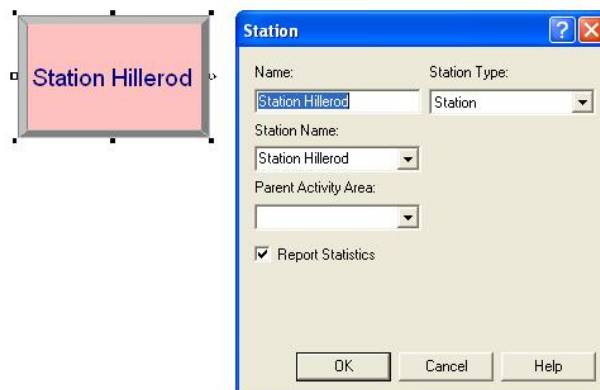 Station Hillerod
Station
?
Name:
Station Type:
Station Hillerod
Station
Station Name:
Station Hillerod
Parent Activity Area:
Report Statistics
OK
Cancel
Help